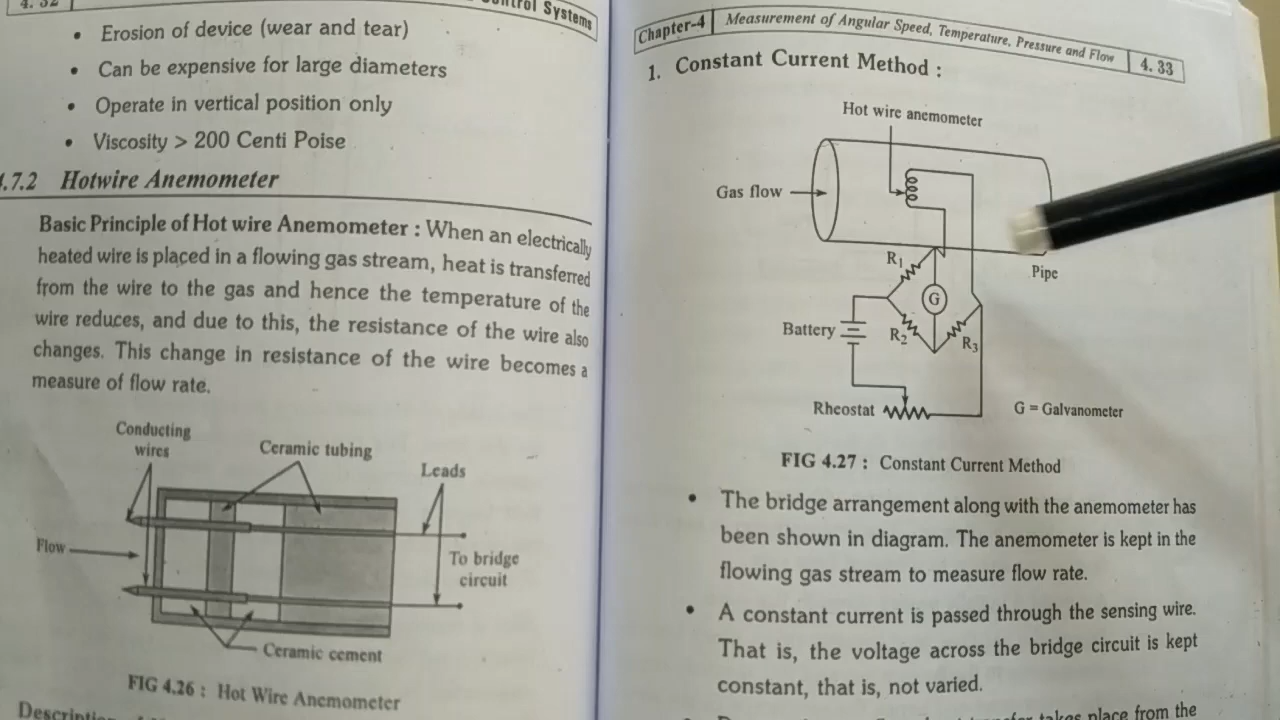 4. 32
Control Systems
• Erosion of device (wear and tear)
• Can be expensive for large diameters
• Operate in vertical position only
• Viscosity > 200 Centi Poise
4.7.2 Hotwire Anemometer
Basic Principle of Hot wire Anemometer : When an electrically
heated wire is placed in a flowing gas stream, heat is transferred
from the wire to the gas and hence the temperature of the
wire reduces, and due to this, the resistance of the wire also
changes. This change in resistance of the wire becomes a
measure of flow rate.
Conducting
wires
Ceramic tubing
Leads
Flow
To bridge
circuit
Ceramic cement
FIG 4.26 : Hot Wire Anemometer
Chapter-4 Measurement of Angular Speed, Temperature, Pressure and Flow 4. 33
1. Constant Current Method :
Hot wire anemometer
Gas flow
Pipe
R1
G
Battery
R2
R3
Rheostat
G = Galvanometer
FIG 4.27 : Constant Current Method
• The bridge arrangement along with the anemometer has
been shown in diagram. The anemometer is kept in the
flowing gas stream to measure flow rate.
• A constant current is passed through the sensing wire.
That is, the voltage across the bridge circuit is kept
constant, that is, not varied.
takes place from the